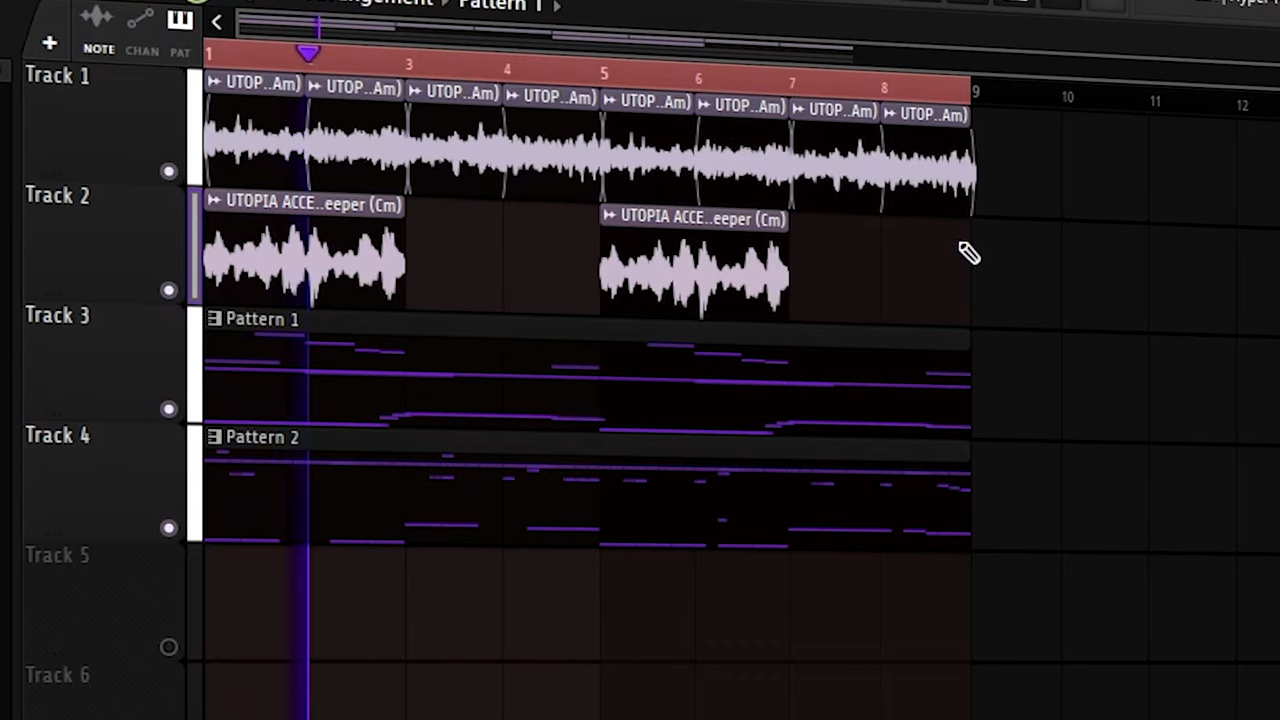 Pattern 1
NOTE CHAN PAT
1 3 4 5 6 7 8 9 10 11 12
Track 1
UTOP..Am) UTOP..Am) UTOP..Am) UTOP..Am) UTOP..Am) UTOP..Am) UTOP..Am) UTOP..Am)
Track 2
UTOPIA ACCE..eeper (Cm) UTOPIA ACCE..eeper (Cm)
Track 3
Pattern 1
Track 4
Pattern 2
Track 5
Track 6